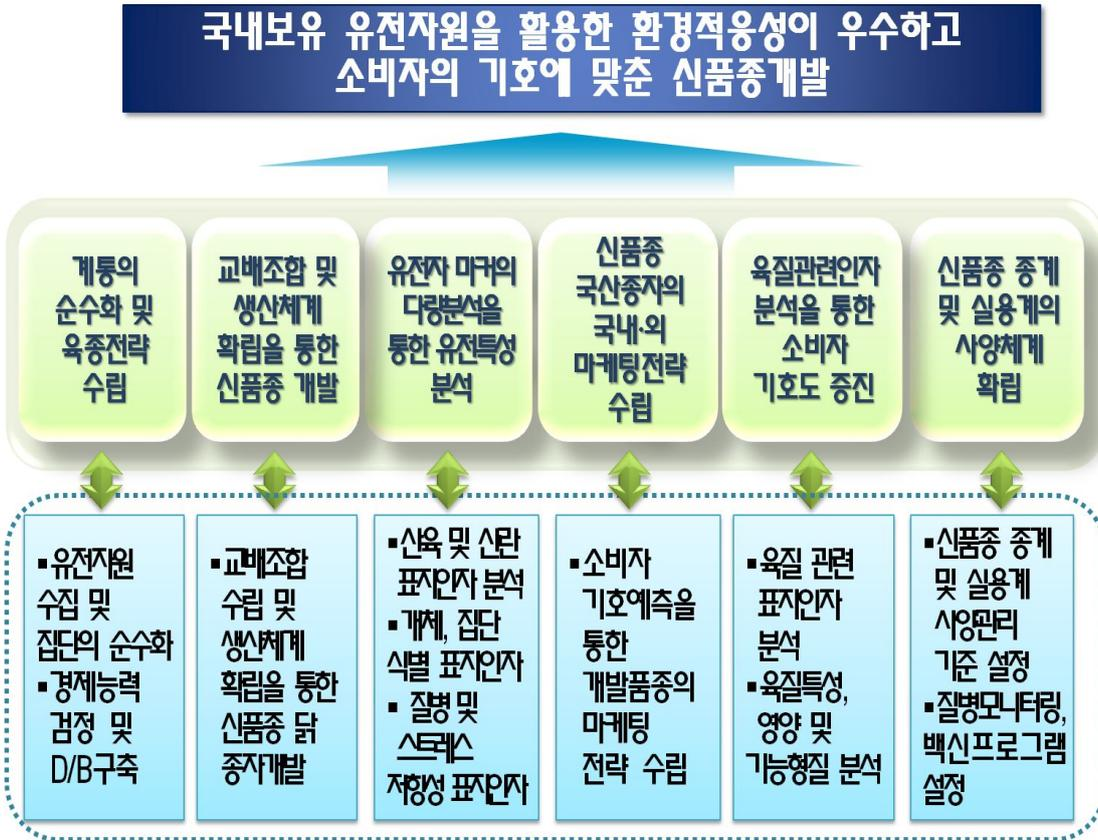 국내보유 유전자원을 활용한 환경적응성이 우수하고
소비자의 기호에 맞춘 신품종개발
계통의
순수화 및
육종전략
수립
교배조합 및
생산체계
확립을 통한
신품종 개발
유전자 마커의
다량분석을
통한 유전특성
분석
신품종
국산종자의
국내·외
마케팅전략
수립
육질관련인자
분석을 통한
소비자
기호도 증진
신품종 종계
및 실용계의
사양체계
확립
▪유전자원
수집 및
집단의 순수화
▪경제능력
검정 및
D/B구축
▪교배조합
수립 및
생산체계
확립을 통한
신품종 닭
종자개발
▪산육 및 산란
표지인자 분석
▪개체, 집단
식별 표지인자
▪ 질병 및
스트레스
저항성 표지인자
▪소비자
기호예측을
통한
개발품종의
마케팅
전략 수립
▪육질 관련
표지인자
분석
▪육질특성,
영양 및
기능형질 분석
▪신품종 종계
및 실용계
사양관리
기준 설정
▪질병모니터링,
백신프로그램
설정